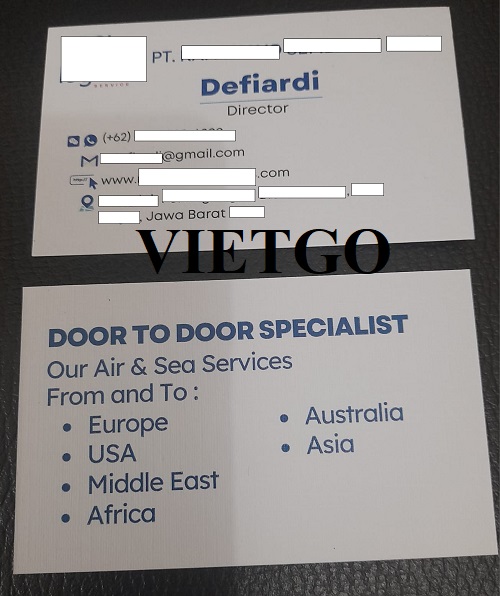 SERVICE
PT.
Defiardi
Director
(+62)
@gmail.com
www. .com
, Jawa Barat
VIETGO
DOOR TO DOOR SPECIALIST
Our Air & Sea Services
From and To :
• Europe
• USA
• Middle East
• Africa
• Australia
• Asia